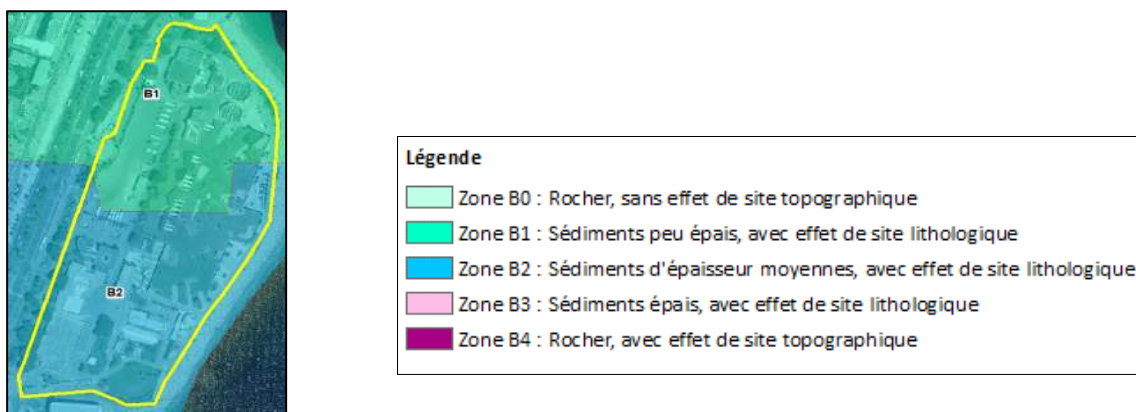 B1
B2
Légende
Zone B0 : Rocher, sans effet de site topographique
Zone B1 : Sédiments peu épais, avec effet de site lithologique
Zone B2 : Sédiments d'épaisseur moyennes, avec effet de site lithologique
Zone B3 : Sédiments épais, avec effet de site lithologique
Zone B4 : Rocher, avec effet de site topographique